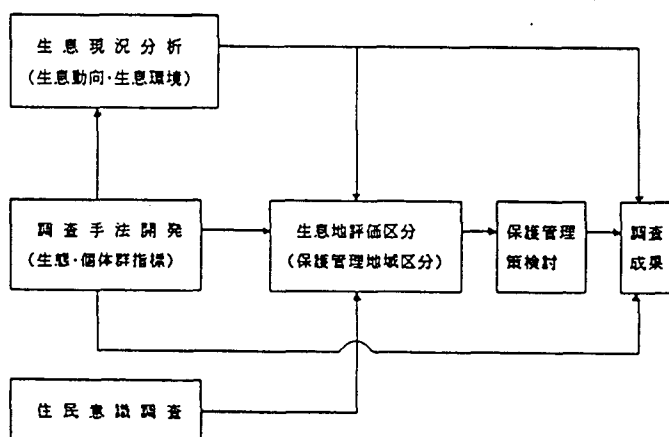 生息現況分析
(生息動向・生息環境)
調査手法開発
(生態・個体群指標)
生息地評価区分
(保護管理地域区分)
保護管理
策検討
調査
成果
住民意識調査